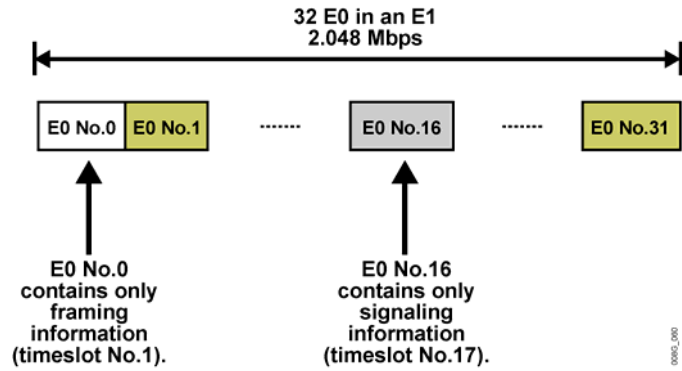 32 E0 in an E1
2.048 Mbps
E0 No.0
E0 No.1
E0 No.16
E0 No.31
E0 No.0
contains only
framing
information
(timeslot No.1).
E0 No.16
contains only
signaling
information
(timeslot No.17).
008G_060